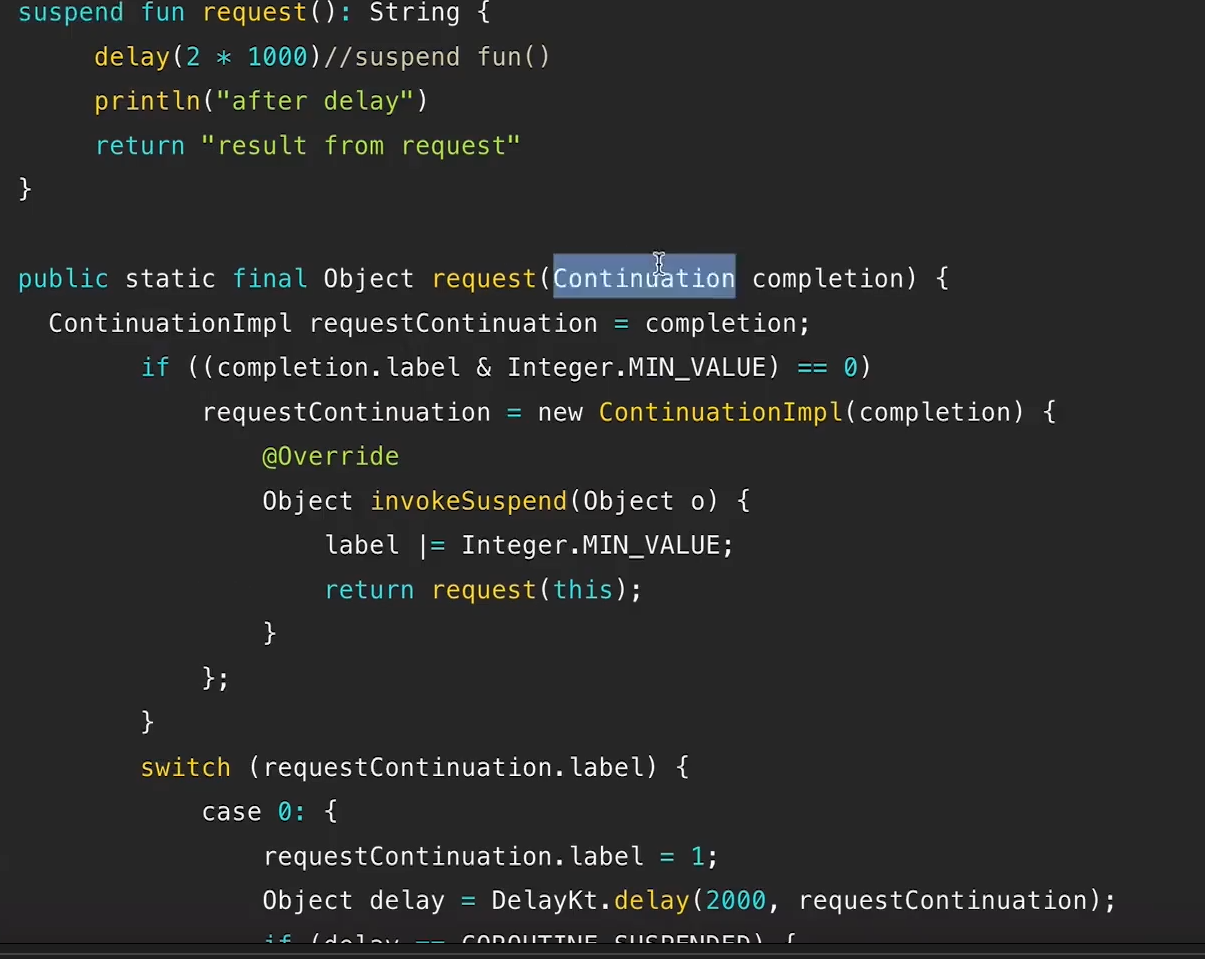 suspend fun request(): String {
delay(2 * 1000)//suspend fun()
println("after delay")
return "result from request"
}
public static final Object request(Continuation completion) {
ContinuationImpl requestContinuation = completion;
if ((completion.label & Integer.MIN_VALUE) == 0)
requestContinuation = new ContinuationImpl(completion) {
@Override
Object invokeSuspend(Object o) {
label |= Integer.MIN_VALUE;
return request(this);
}
};
}
switch (requestContinuation.label) {
case 0: {
requestContinuation.label = 1;
Object delay = DelayKt.delay(2000, requestContinuation);
if (delay == COROUTINE_SUSPENDED) {